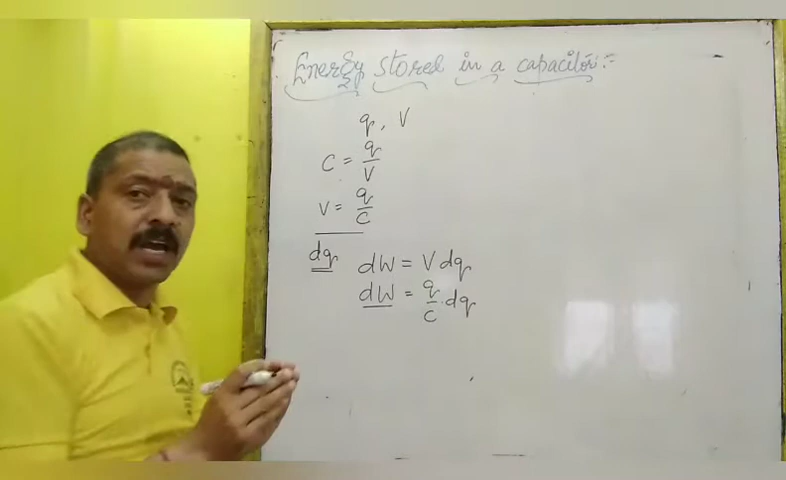 Energy stored in a capacitor:-
q, V
C = q/V
V = q/C
dq dW = V dq
dW = q/C . dq